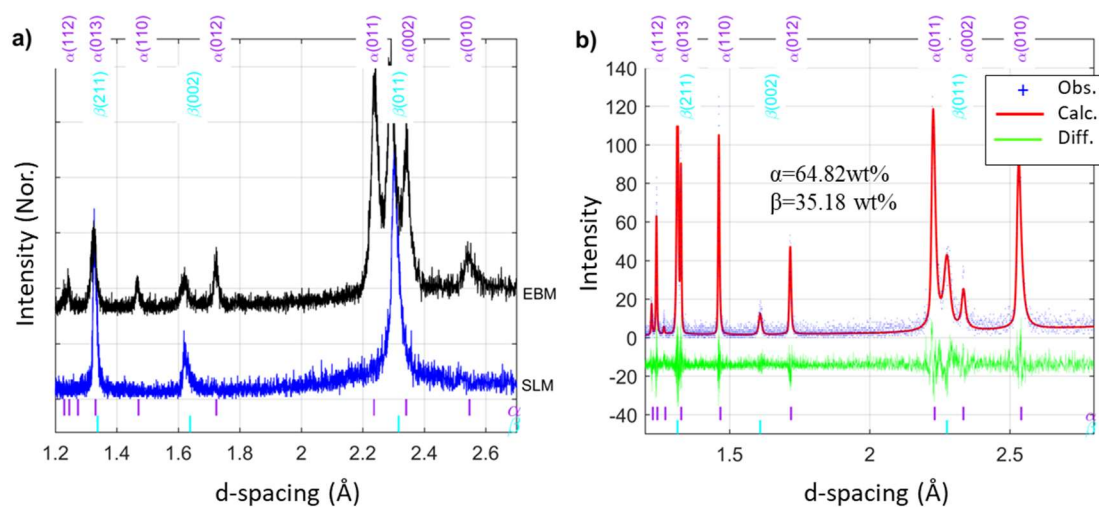 a)
α(112)
α(013)
α(110)
α(012)
α(011)
α(002)
α(010)
β(211)
β(002)
β(011)
Intensity (Nor.)
EBM
SLM
α
β
1.2 1.4 1.6 1.8 2 2.2 2.4 2.6
d-spacing (Å)
b)
α(112)
α(013)
α(110)
α(012)
α(011)
α(002)
α(010)
β(211)
β(002)
β(011)
140
120
100
80
60
40
20
0
-20
-40
Intensity
Obs.
Calc.
Diff.
α=64.82wt%
β=35.18 wt%
α
β
1.5 2 2.5
d-spacing (Å)